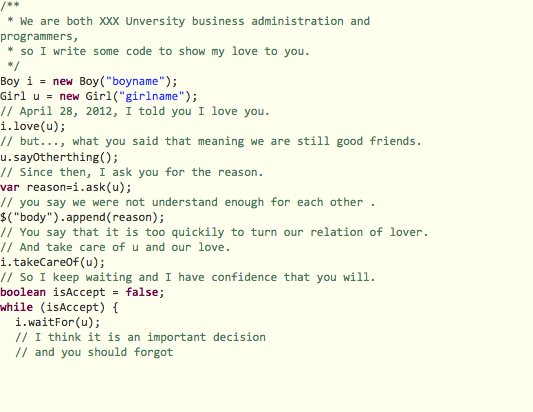 /**
 * We are both XXX Unversity business administration and
programmers,
 * so I write some code to show my love to you.
 */
Boy i = new Boy("boyname");
Girl u = new Girl("girlname");
// April 28, 2012, I told you I love you.
i.love(u);
// but..., what you said that meaning we are still good friends.
u.sayOtherthing();
// Since then, I ask you for the reason.
var reason=i.ask(u);
// you say we were not understand enough for each other .
$("body").append(reason);
// You say that it is too quickily to turn our relation of lover.
// And take care of u and our love.
i.takeCareOf(u);
// So I keep waiting and I have confidence that you will.
boolean isAccept = false;
while (isAccept) {
  i.waitFor(u);
  // I think it is an important decision
  // and you should forgot